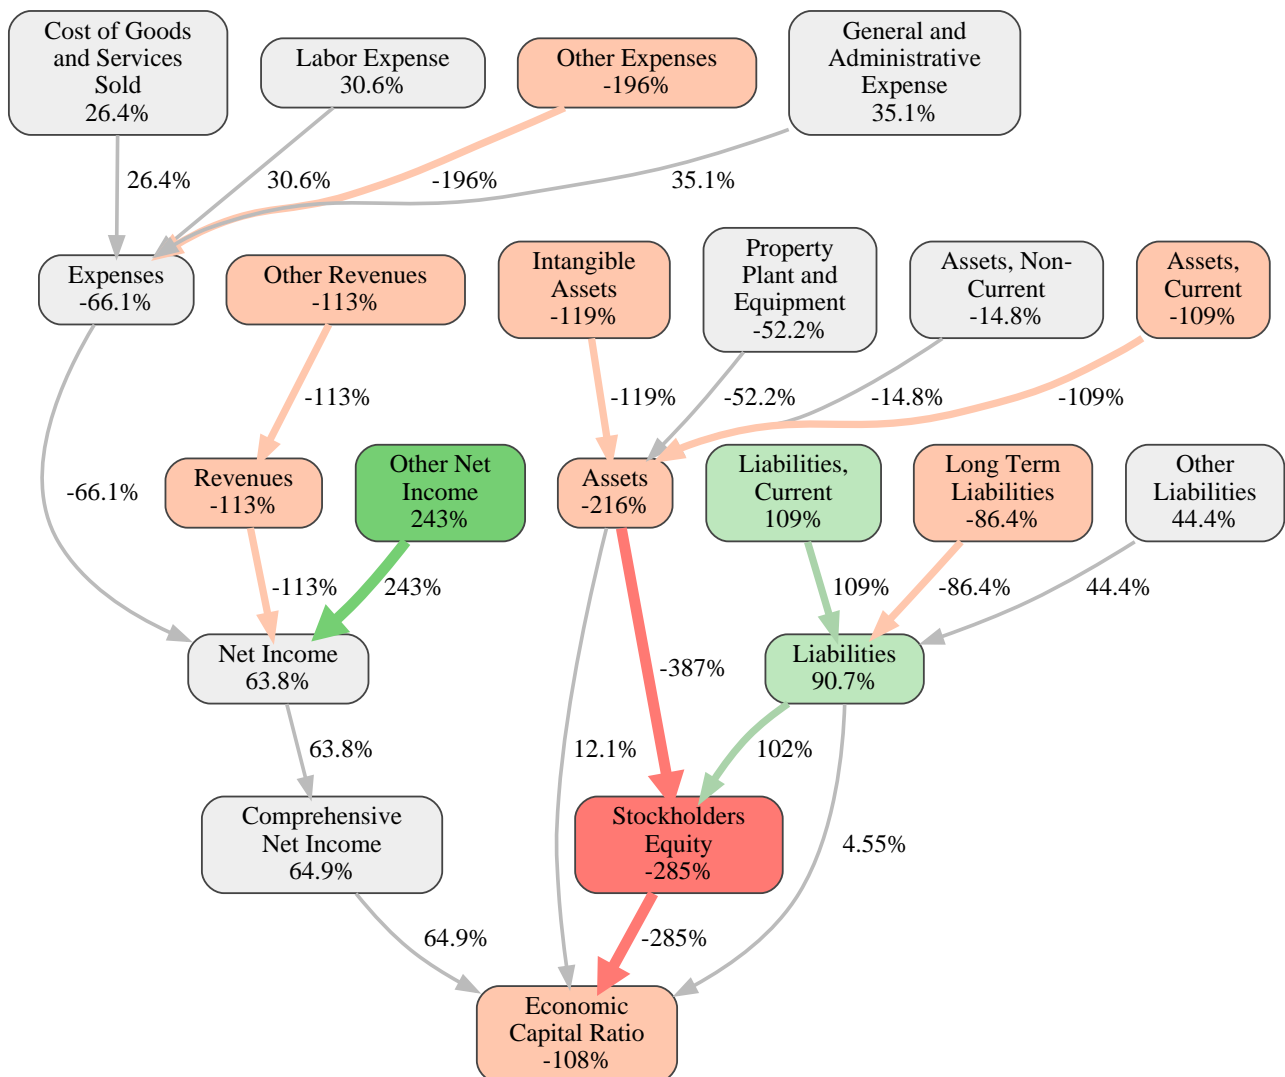 Cost of Goods
and Services
Sold
26.4%
Labor Expense
30.6%
Other Expenses
-196%
General and
Administrative
Expense
35.1%
26.4%
30.6%
-196%
35.1%
Expenses
-66.1%
Other Revenues
-113%
Intangible
Assets
-119%
Property
Plant and
Equipment
-52.2%
Assets, Non-
Current
-14.8%
Assets,
Current
-109%
-113%
-119%
-52.2%
-14.8%
-109%
-66.1%
Revenues
-113%
Other Net
Income
243%
Assets
-216%
Liabilities,
Current
109%
Long Term
Liabilities
-86.4%
Other
Liabilities
44.4%
-113%
243%
109%
-86.4%
44.4%
Net Income
63.8%
-387%
Liabilities
90.7%
63.8%
12.1%
102%
Comprehensive
Net Income
64.9%
Stockholders
Equity
-285%
4.55%
64.9%
-285%
Economic
Capital Ratio
-108%